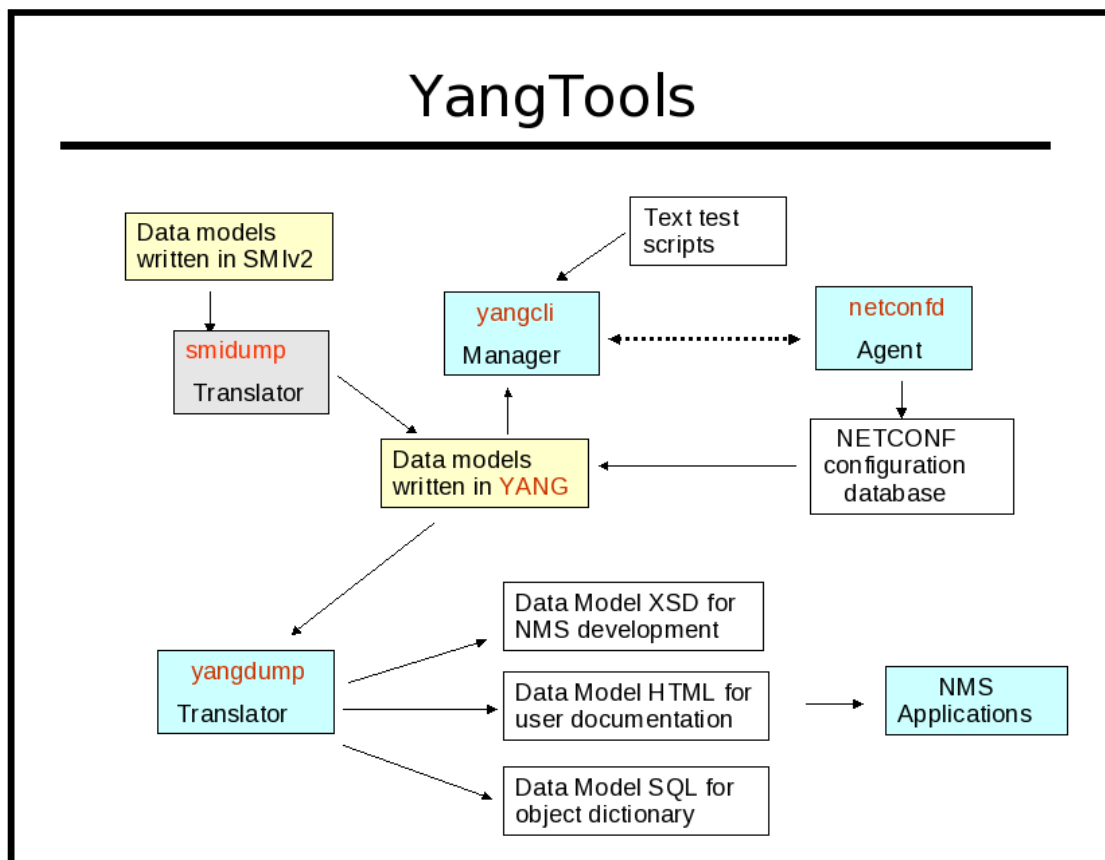 YangTools
Data models
written in SMIv2
Text test
scripts
smidump
Translator
yangcli
Manager
netconfd
Agent
Data models
written in YANG
NETCONF
configuration
database
yangdump
Translator
Data Model XSD for
NMS development
Data Model HTML for
user documentation
Data Model SQL for
object dictionary
NMS
Applications